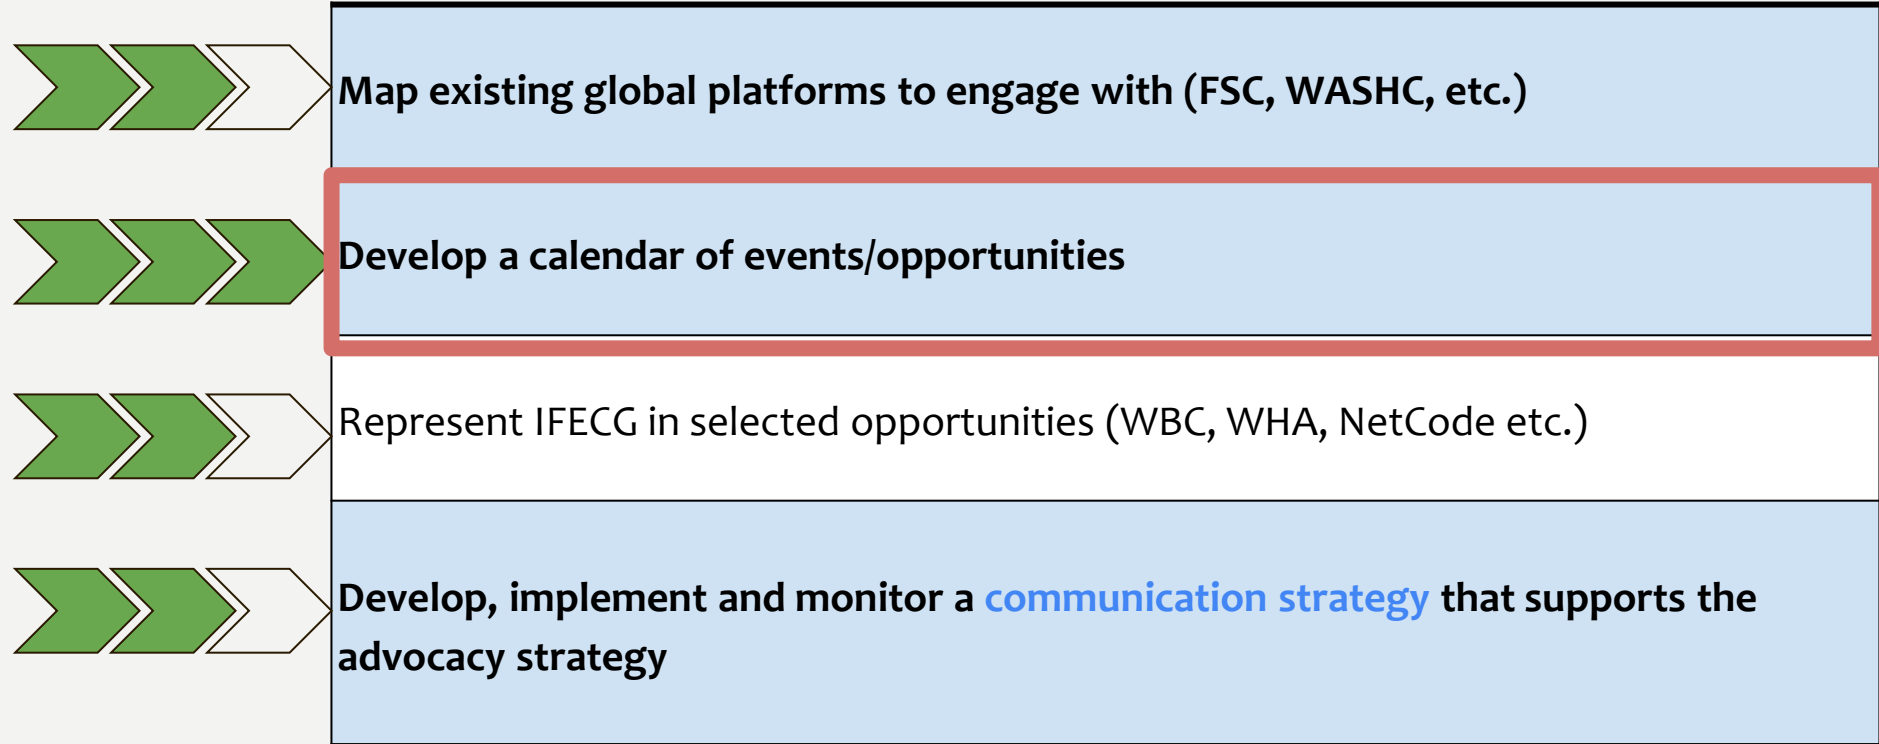 Map existing global platforms to engage with (FSC, WASHC, etc.)
Develop a calendar of events/opportunities
Represent IFECG in selected opportunities (WBC, WHA, NetCode etc.)
Develop, implement and monitor a communication strategy that supports the
advocacy strategy